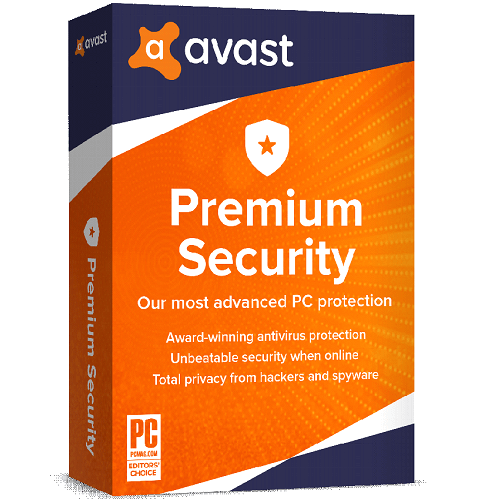 avast
avast
Premium
Security
Our most advanced PC protection
Award-winning antivirus protection
Unbeatable security when online
Total privacy from hackers and spyware
Premium Security
PC
PCMAG.COM
EDITORS'
CHOICE